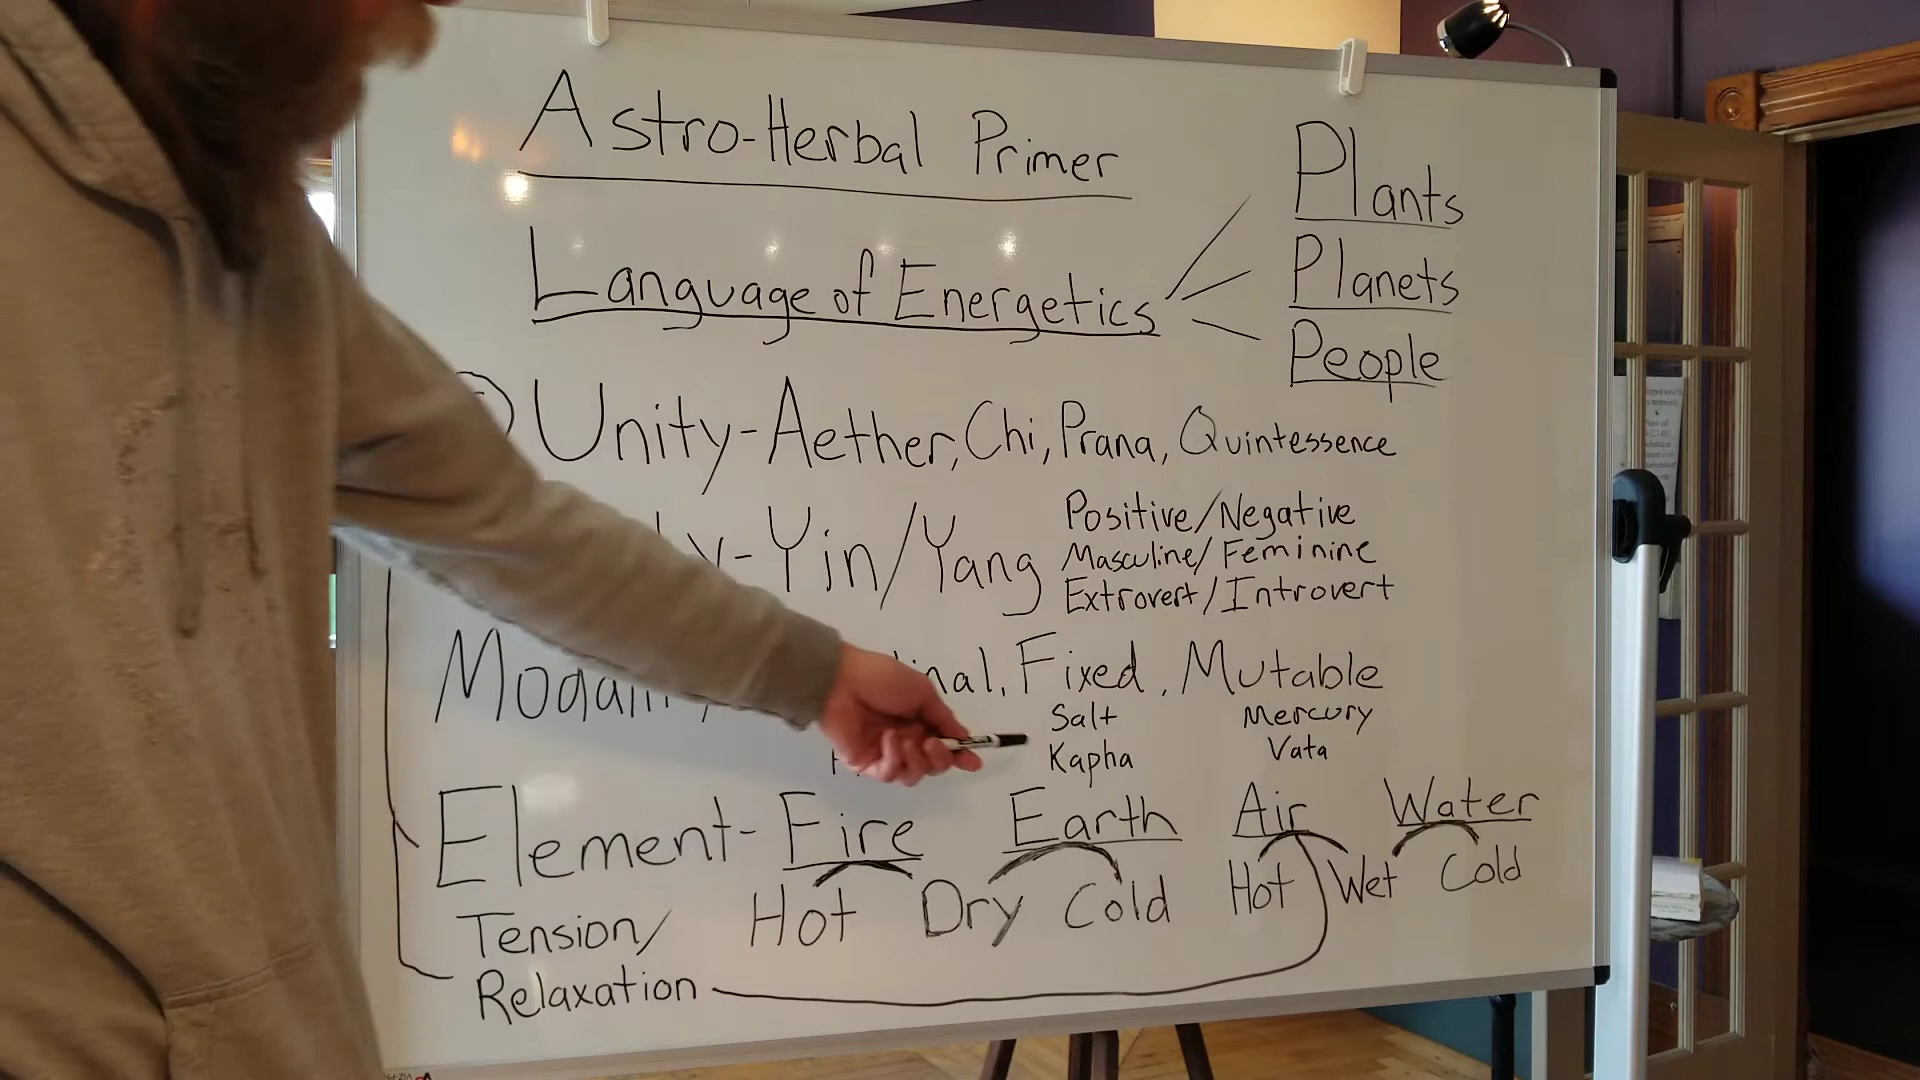 Astro-Herbal Primer
Language of Energetics
Plants
Planets
People
Unity-Aether, Chi, Prana, Quintessence
Yin/Yang
Positive/Negative
Masculine/Feminine
Extrovert/Introvert
Fixed, Mutable
Salt Mercury
Kapha Vata
Element- Fire Earth Air Water
Hot Dry Cold Hot Wet Cold
Tension/
Relaxation